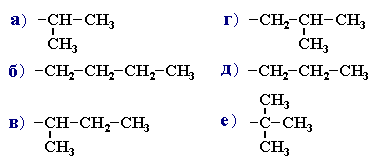 а) –CH–CH₃
CH₃
б) –CH₂–CH₂–CH₂–CH₃
в) –CH–CH₂–CH₃
CH₃
г) –CH₂–CH–CH₃
CH₃
д) –CH₂–CH₂–CH₃
CH₃
е) –C–CH₃
CH₃